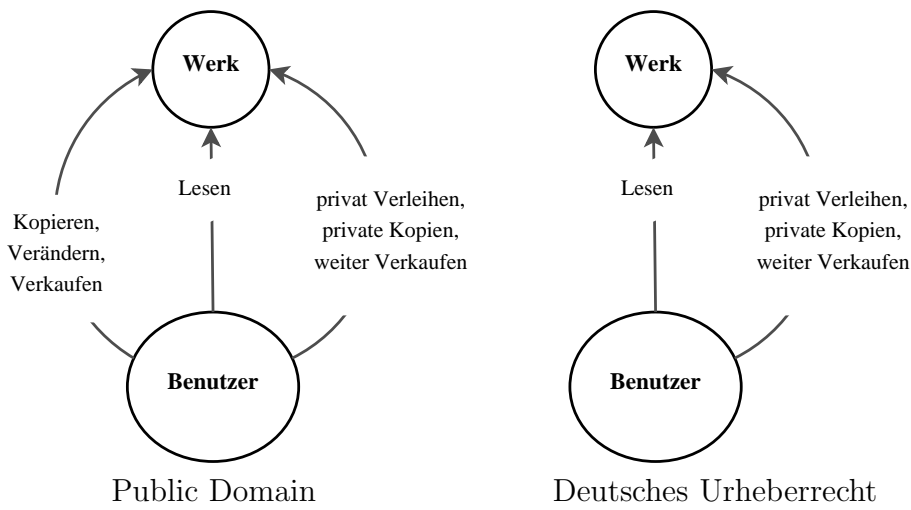 Werk
Lesen
Kopieren,
Verändern,
Verkaufen
privat Verleihen,
private Kopien,
weiter Verkaufen
Benutzer
Public Domain
Werk
Lesen
privat Verleihen,
private Kopien,
weiter Verkaufen
Benutzer
Deutsches Urheberrecht